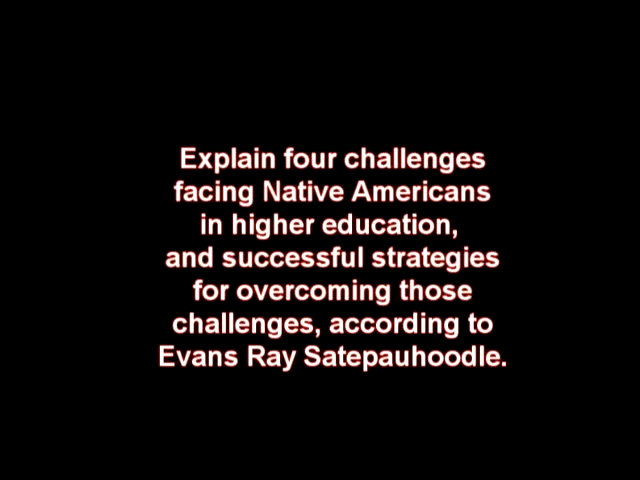 Explain four challenges
facing Native Americans
in higher education,
and successful strategies
for overcoming those
challenges, according to
Evans Ray Satepauhoodle.